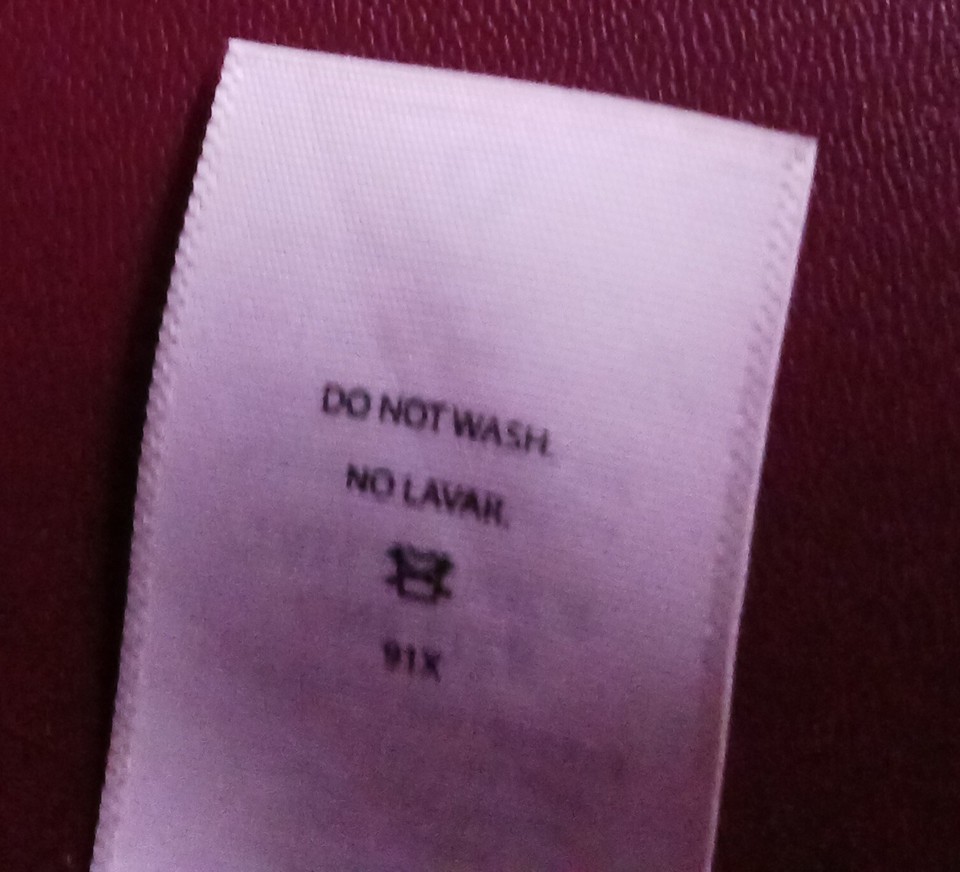 DO NOT WASH.
NO LAVAR.
91X